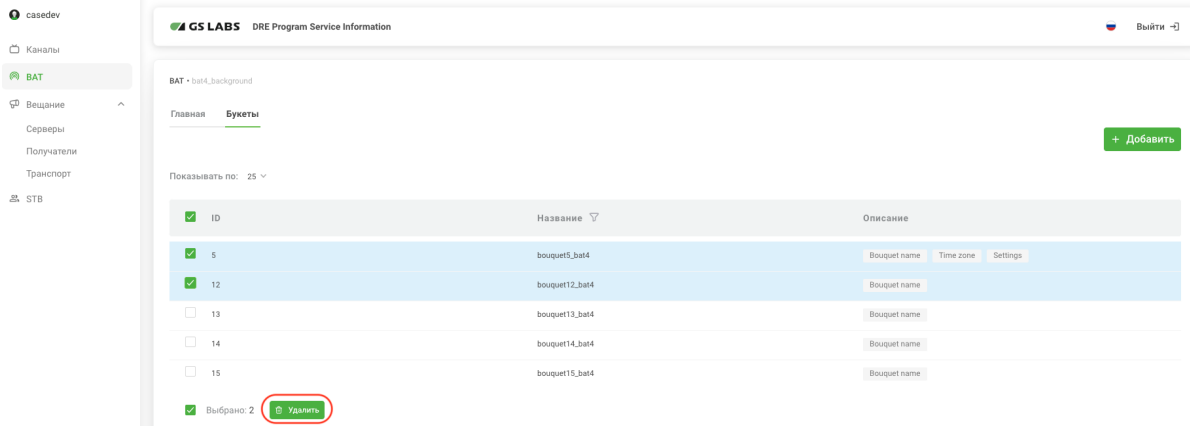 casedev
GS LABS DRE Program Service Information
Выйти
Каналы
BAT
Вещание
Серверы
Получатели
Транспорт
STB
BAT • bat4_background
Главная Букеты
+ Добавить
Показывать по: 25
ID Название Описание
5 bouquet5_bat4 Bouquet name Time zone Settings
12 bouquet12_bat4 Bouquet name
13 bouquet13_bat4 Bouquet name
14 bouquet14_bat4 Bouquet name
15 bouquet15_bat4 Bouquet name
Выбрано: 2 Удалить